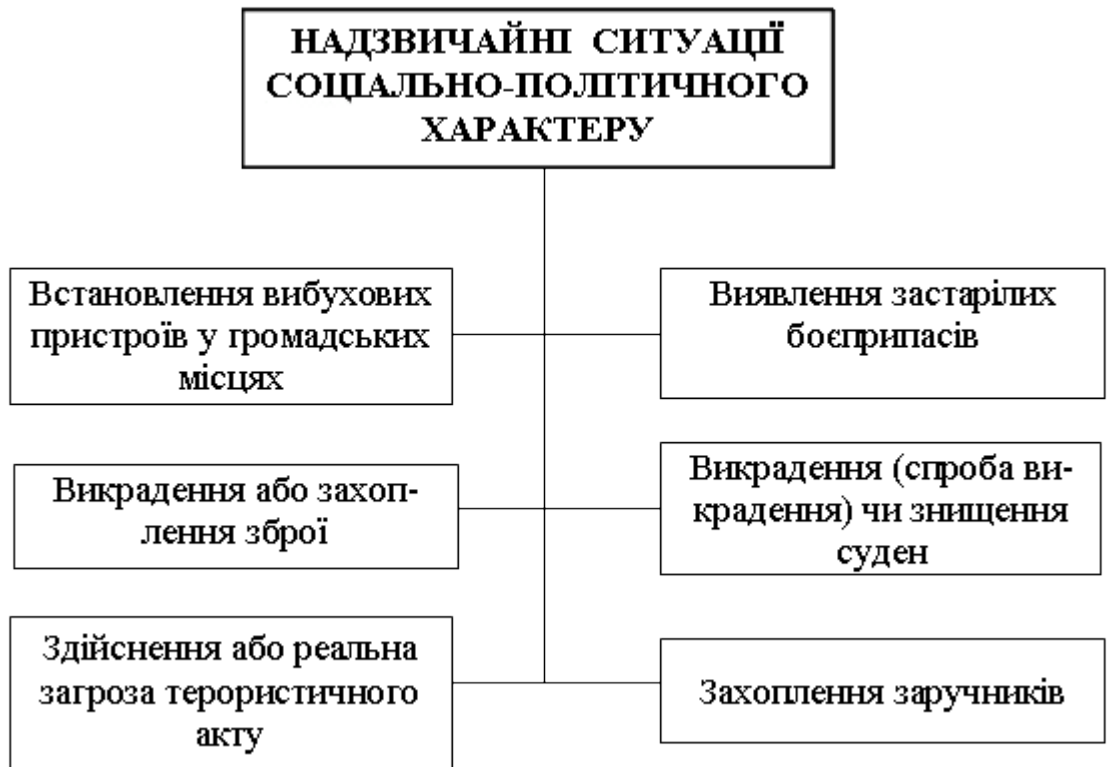 НАДЗВИЧАЙНІ СИТУАЦІЇ
СОЦІАЛЬНО-ПОЛІТИЧНОГО
ХАРАКТЕРУ
Встановлення вибухових
пристроїв у громадських
місцях
Виявлення застарілих
боєприпасів
Викрадення або захоп-
лення зброї
Викрадення (спроба ви-
крадення) чи знищення
суден
Здійснення або реальна
загроза терористичного
акту
Захоплення заручників